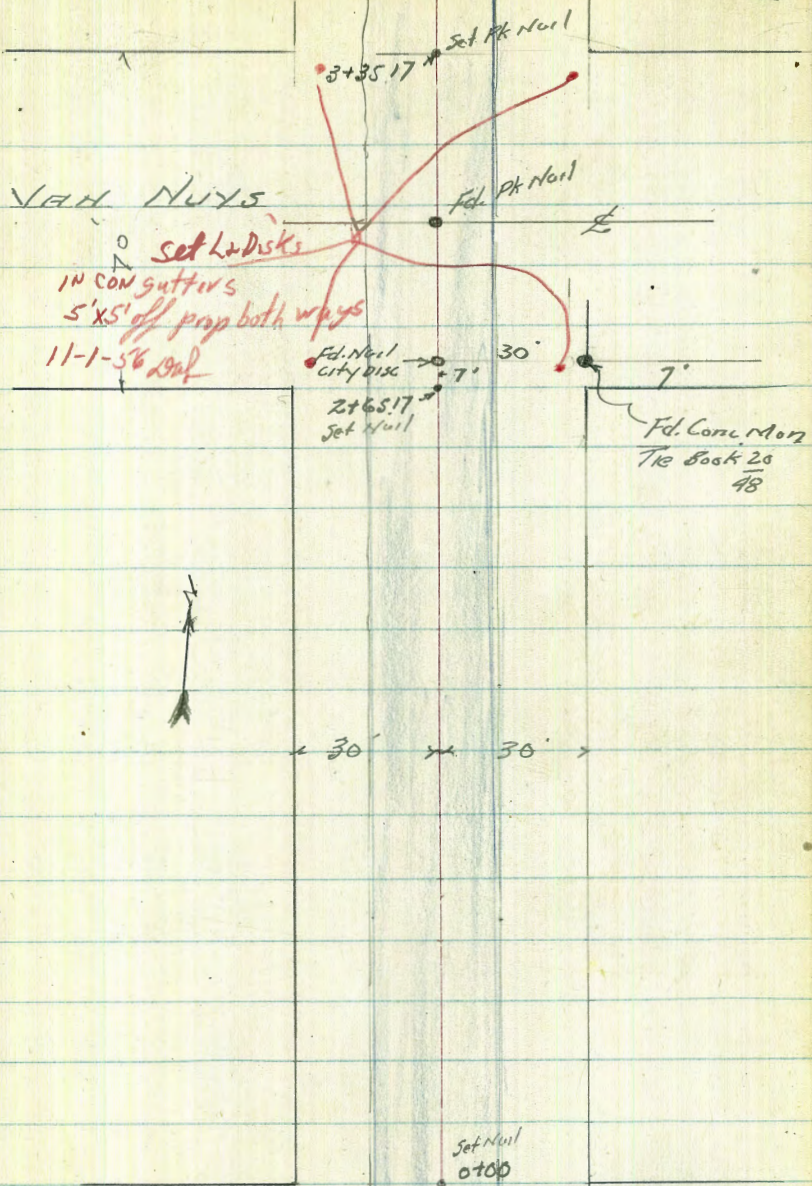 Set Pk Nail
3+35.17
VAN NUYS
Fd. Pk Nail
℄
70
set L&Disks
IN CON gutters
5'x5' off prop both ways
11-1-56
Fd. Nail
City Disc
30'
7'
7'
2+65.17
Set Nail
Fd. Conc. Mon
Tie Book 20
48
N
30'
30'
Set Nail
0+00